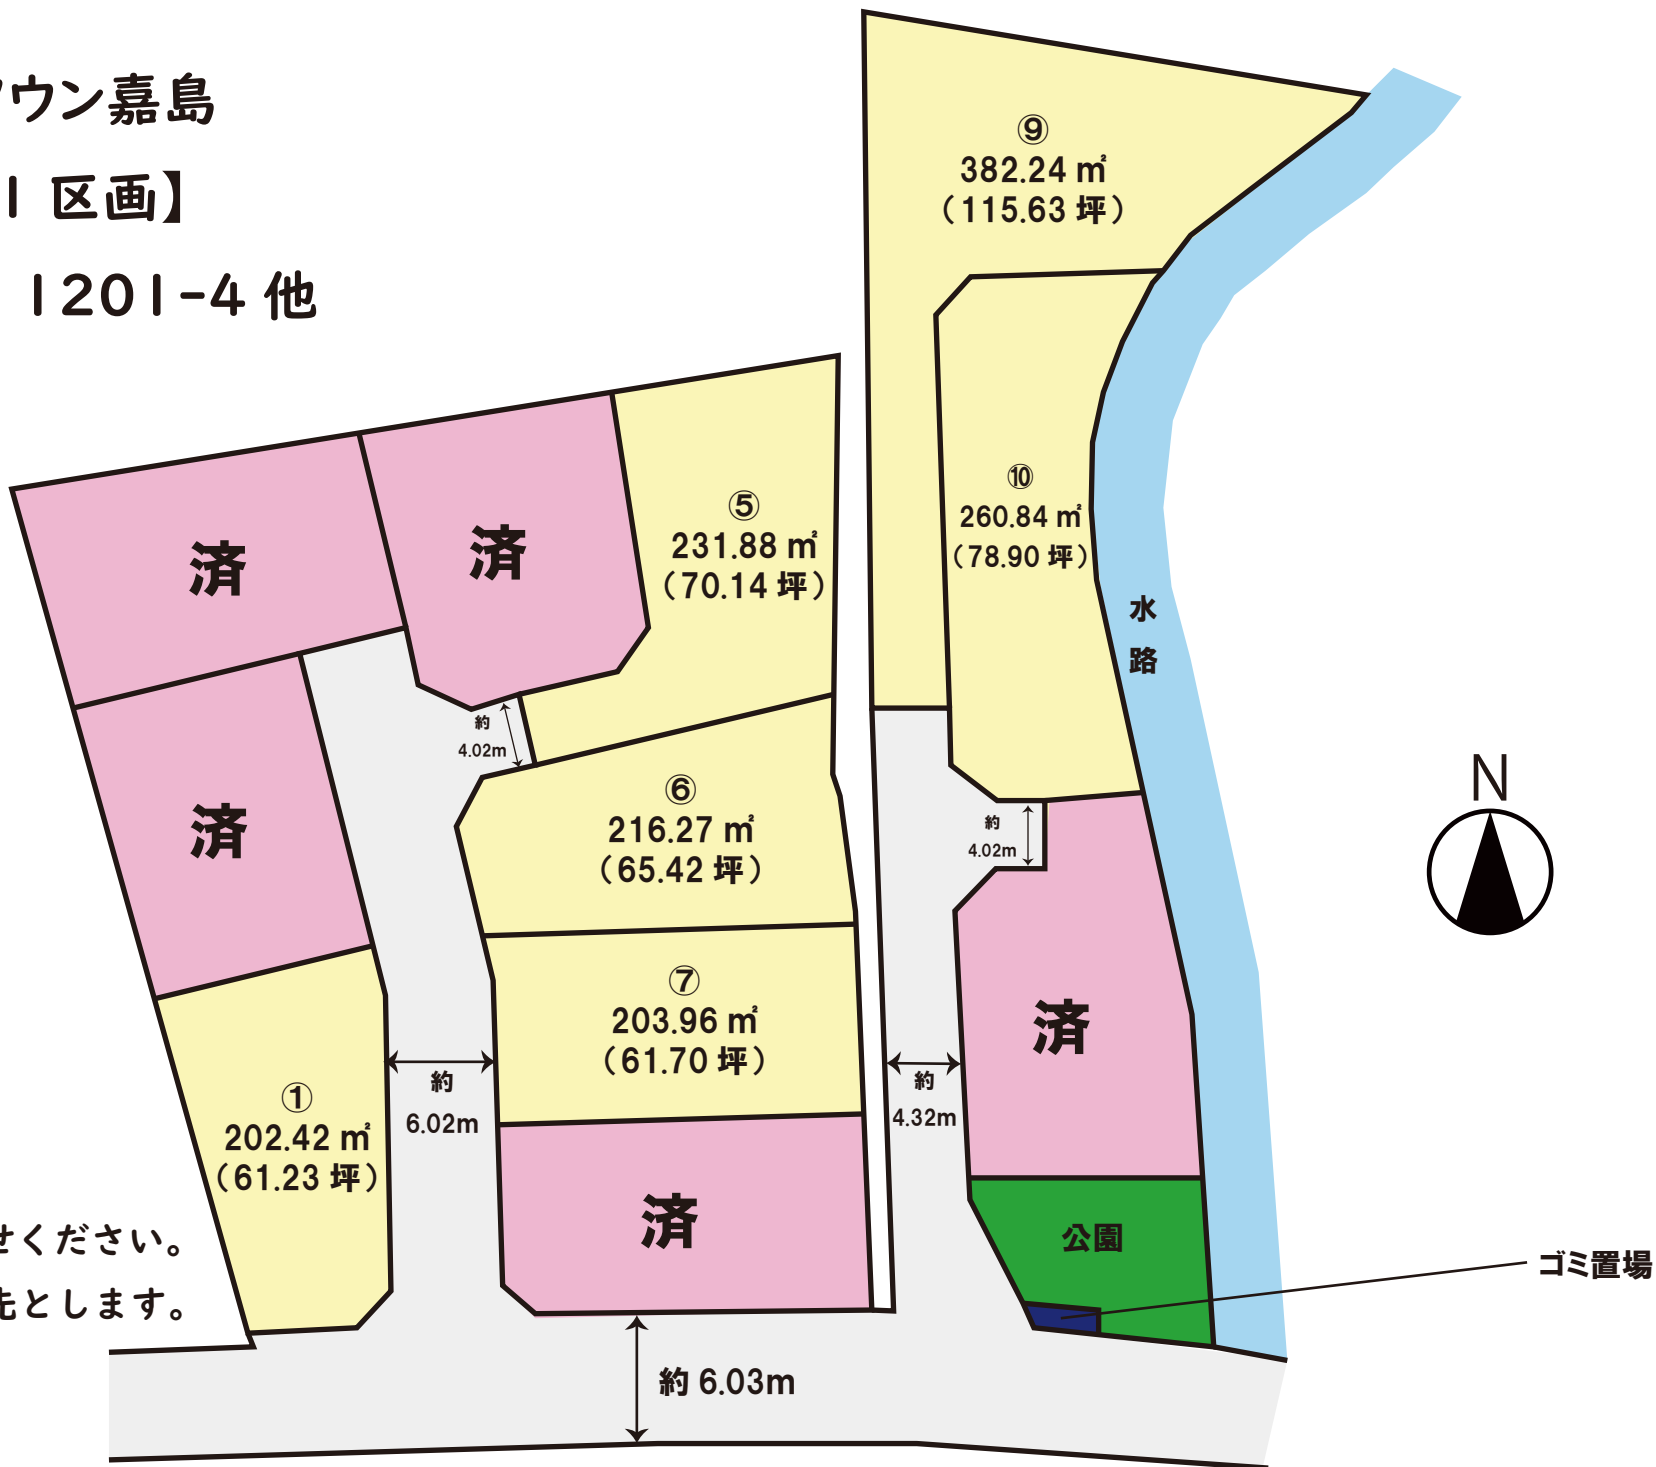 タウン嘉島
1 区画】
1201-4 他
⑨
382.24 ㎡
（115.63 坪）
⑩
260.84 ㎡
（78.90 坪）
⑤
231.88 ㎡
（70.14 坪）
済
済
水
路
約
4.02m
N
⑥
216.27 ㎡
（65.42 坪）
済
約
4.02m
⑦
203.96 ㎡
（61.70 坪）
済
①
202.42 ㎡
（61.23 坪）
約
6.02m
約
4.32m
済
公園
せください。
先とします。
ゴミ置場
約 6.03m